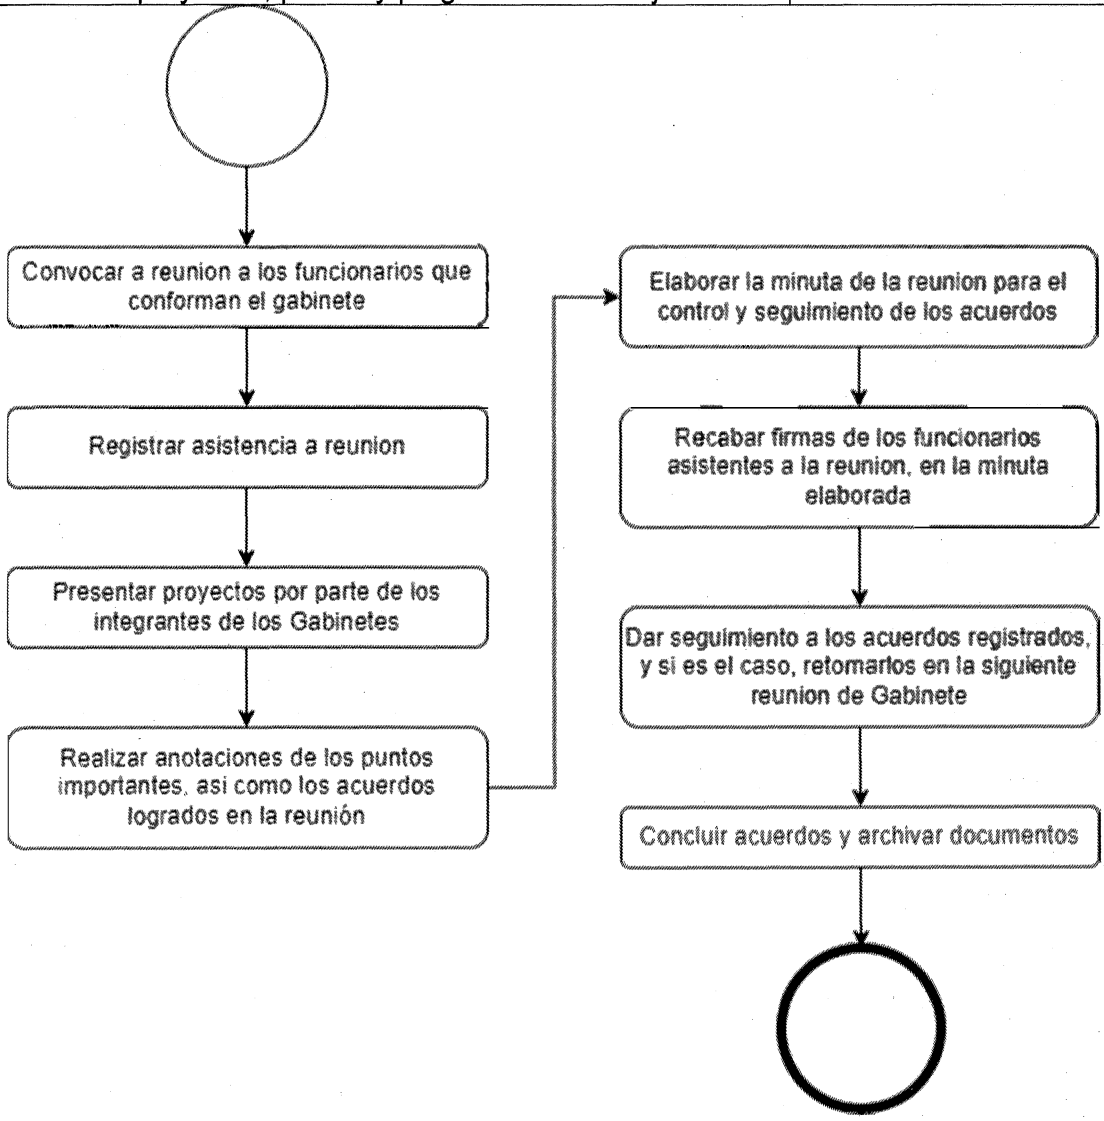 Convocar a reunion a los funcionarios que
conforman el gabinete
Registrar asistencia a reunion
Presentar proyectos por parte de los
integrantes de los Gabinetes
Realizar anotaciones de los puntos
importantes, asi como los acuerdos
logrados en la reunión
Elaborar la minuta de la reunion para el
control y seguimiento de los acuerdos
Recabar firmas de los funcionarios
asistentes a la reunion, en la minuta
elaborada
Dar seguimiento a los acuerdos registrados,
y si es el caso, retomarlos en la siguiente
reunion de Gabinete
Concluir acuerdos y archivar documentos